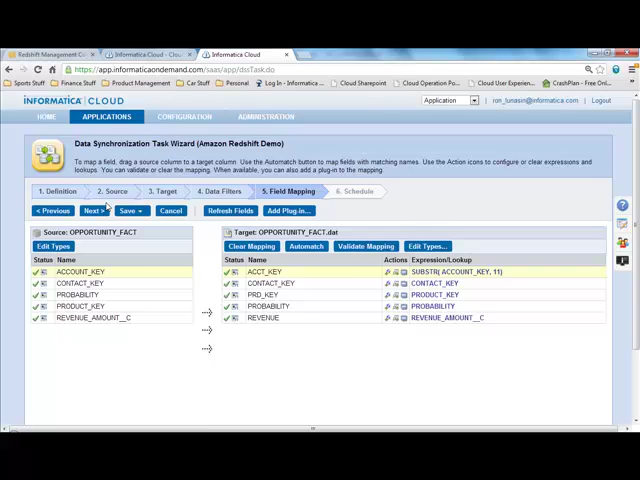 Redshift Management Co
Informatica Cloud - Clou
Informatica Cloud
https://app.informaticaondemand.com/saas/app/dssTask.do
Customer Service
Finance Stuff
Product Management
Car Stuff
Personal
Log In - Kintivo Foru
Cloud Sharepoint
Cloud Operation Pol
Cloud User Experien
CrashPlan - Free On
INFORMATICA | CLOUD
Application
ron_lunasin@informatica.com | Logout
HOME
APPLICATIONS
CONFIGURATION
ADMINISTRATION
Data Synchronization Task Wizard (Amazon Redshift Demo)
To map a field, drag a source column to a target column. Use the Automatch button to map fields with matching names. Use the Action icons to configure or clear expressions and
lookups. You can validate or clear the mapping. When available, you can also add a plug-in to the mapping.
1. Definition
2. Source
3. Target
4. Data Filters
5. Field Mapping
6. Schedule
< Previous
Next >
Save
Cancel
Refresh Fields
Add Plug-in...
Source: OPPORTUNITY_FACT
Target: OPPORTUNITY_FACT.dat
Edit Types
Clear Mapping
Automatch
Validate Mapping
Edit Types...
Status Name
Status Name Actions Expression/Lookup
ACCOUNT_KEY
ACCT_KEY SUBSTR( ACCOUNT_KEY, 11)
CONTACT_KEY
CONTACT_KEY CONTACT_KEY
PROBABILITY
PRD_KEY PRODUCT_KEY
PRODUCT_KEY
PROBABILITY PROBABILITY
REVENUE_AMOUNT__C
REVENUE REVENUE_AMOUNT__C